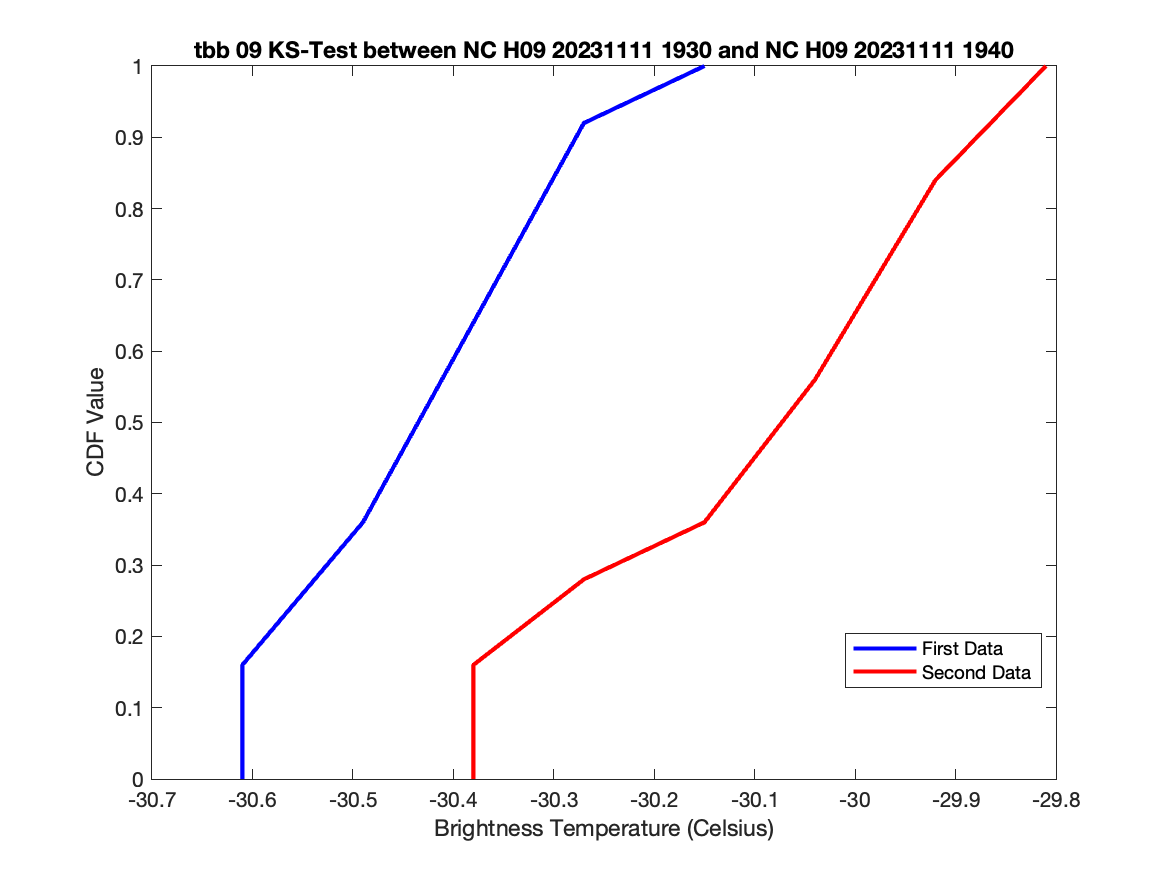 tbb 09 KS-Test between NC H09 20231111 1930 and NC H09 20231111 1940
1
0.9
0.8
0.7
0.6
0.5
0.4
0.3
0.2
0.1
0
CDF Value
First Data
Second Data
-30.7 -30.6 -30.5 -30.4 -30.3 -30.2 -30.1 -30 -29.9 -29.8
Brightness Temperature (Celsius)